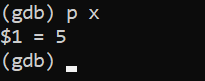 (gdb) p x
$1 = 5
(gdb)